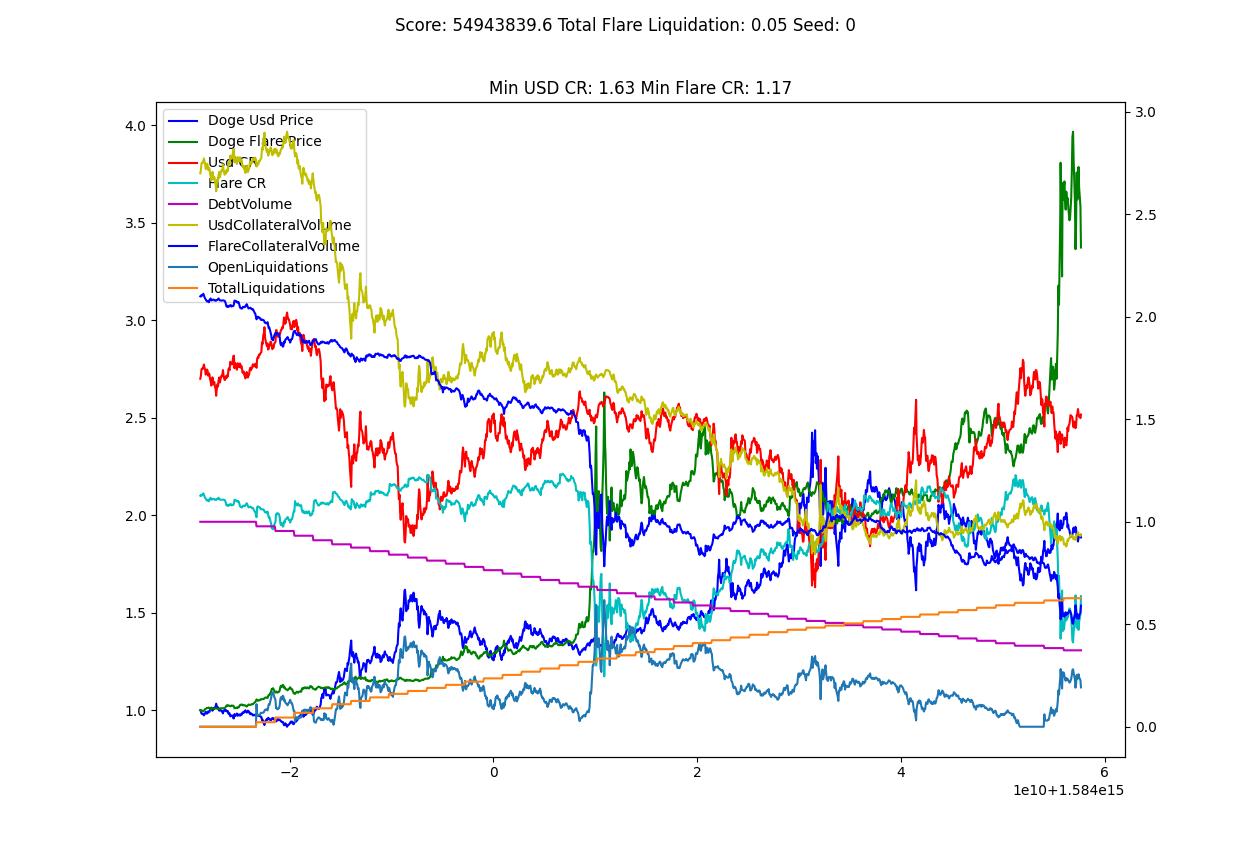 Score: 54943839.6 Total Flare Liquidation: 0.05 Seed: 0
Min USD CR: 1.63 Min Flare CR: 1.17
Doge Usd Price
Doge Flare Price
Usd CR
Flare CR
DebtVolume
UsdCollateralVolume
FlareCollateralVolume
OpenLiquidations
TotalLiquidations
4.0
3.5
3.0
2.5
2.0
1.5
1.0
3.0
2.5
2.0
1.5
1.0
0.5
0.0
−2
0
2
4
6
1e10+1.584e15